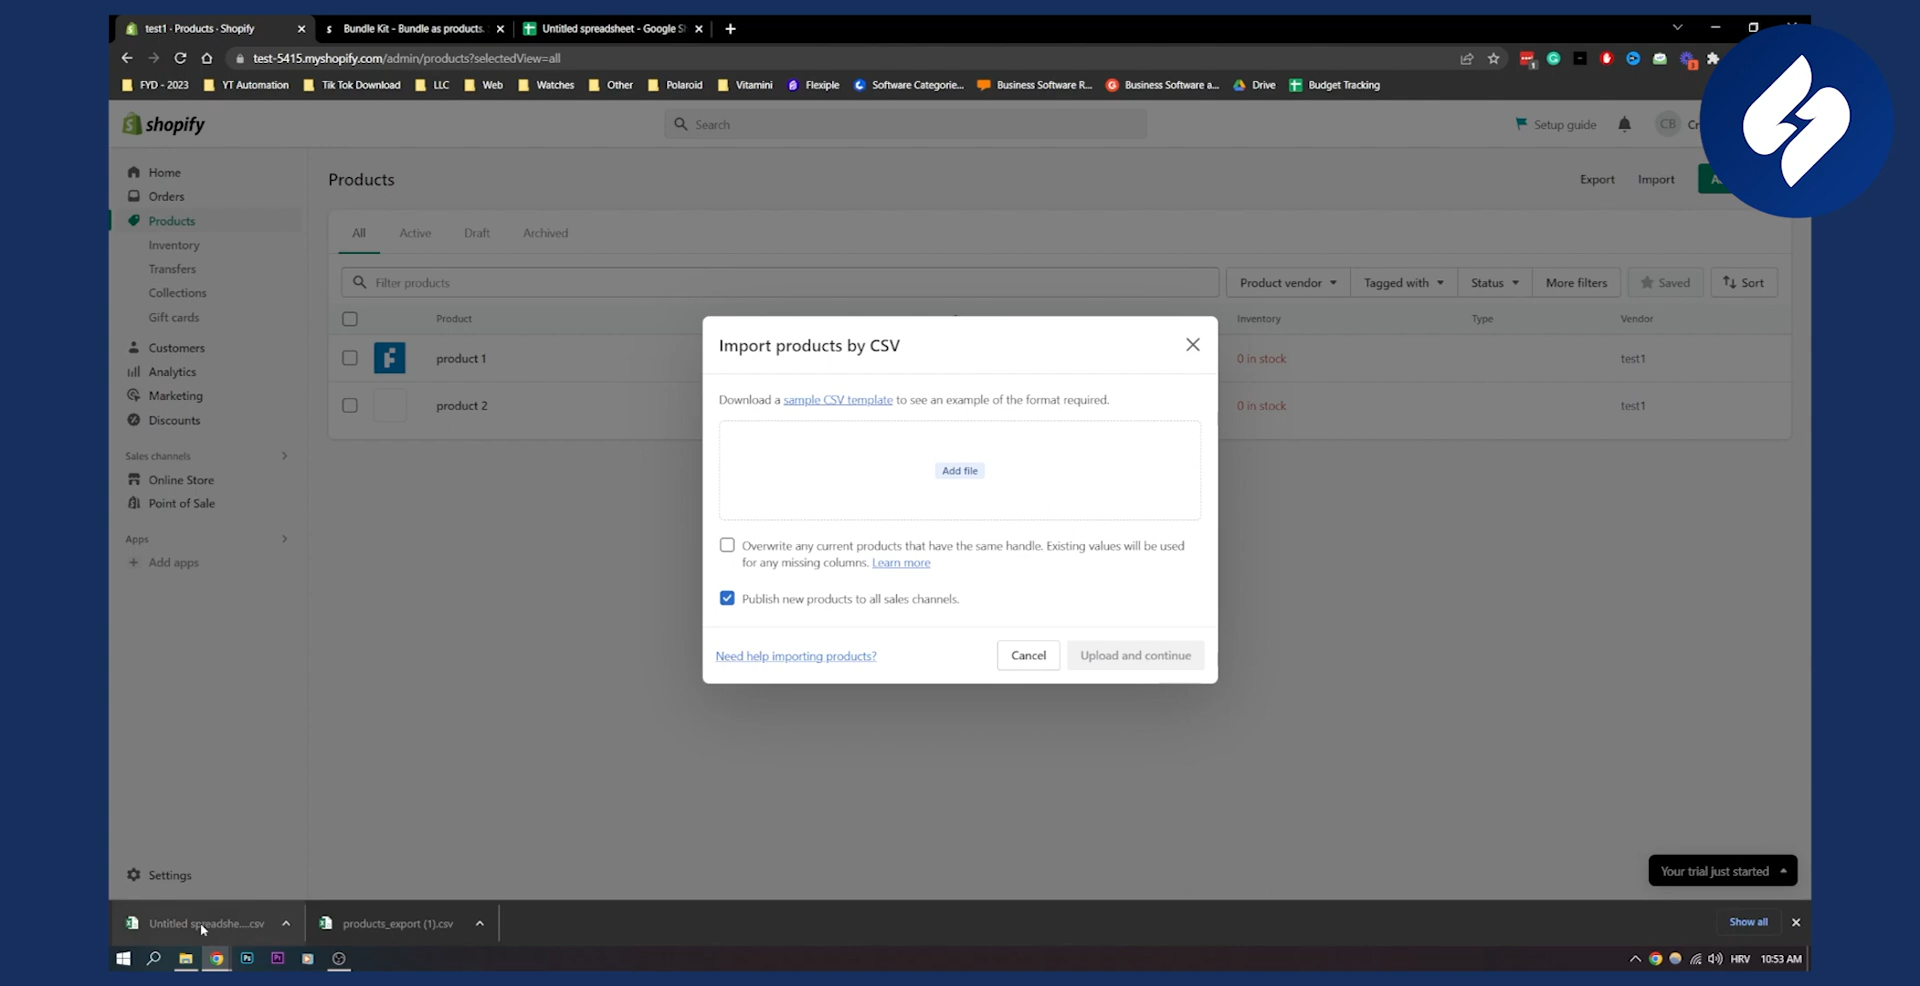 test1 - Products - Shopify
Bundle Kit - Bundle as products.
Untitled spreadsheet - Google S
test-5415.myshopify.com/admin/products?selectedView=all
FYD - 2023
YT Automation
Tik Tok Download
LLC
Web
Watches
Other
Polaroid
Vitamini
Flexiple
Software Categorie...
Business Software R...
Business Software a...
Drive
Budget Tracking
shopify
Search
Setup guide
CB
Cr
Home
Orders
Products
Inventory
Transfers
Collections
Gift cards
Customers
Analytics
Marketing
Discounts
Sales channels
Online Store
Point of Sale
Apps
Add apps
Settings
Products
Export
Import
All
Active
Draft
Archived
Filter products
Product vendor
Tagged with
Status
More filters
Saved
Sort
Product
Inventory
Type
Vendor
product 1
0 in stock
test1
product 2
0 in stock
test1
Import products by CSV
Download a sample CSV template to see an example of the format required.
Add file
Overwrite any current products that have the same handle. Existing values will be used
for any missing columns. Learn more
Publish new products to all sales channels.
Need help importing products?
Cancel
Upload and continue
Your trial just started
Untitled spreadshe....csv
products_export (1).csv
Show all
Ps
Pr
HRV
10:53 AM